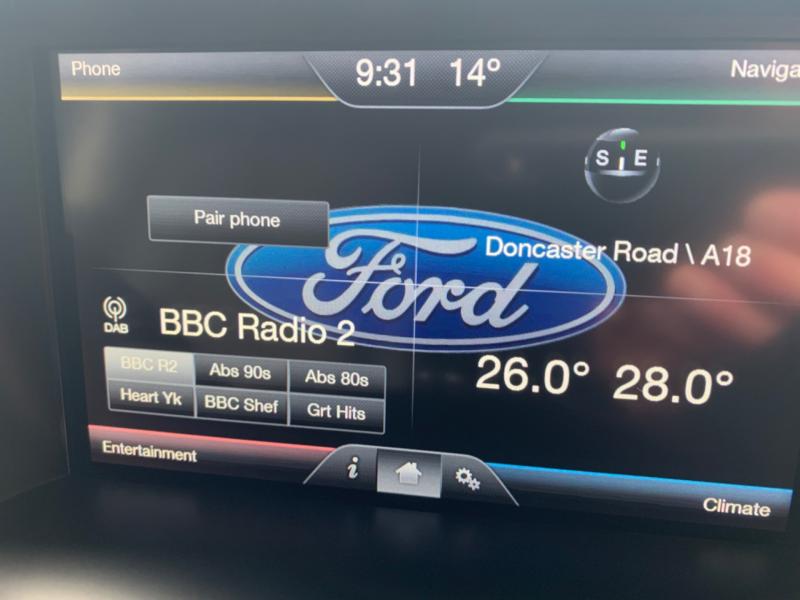 Phone
9:31 14°
Naviga
S E
Pair phone
Ford
Doncaster Road \ A18
DAB
BBC Radio 2
BBC R2 Abs 90s Abs 80s
Heart Yk BBC Shef Grt Hits
26.0° 28.0°
Entertainment
i
Climate